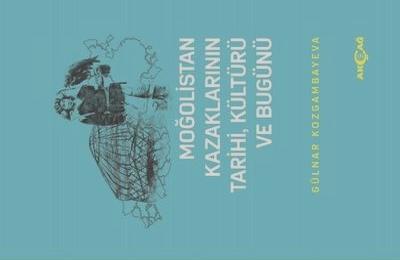 MOĞOLİSTAN
KAZAKLARININ
TARİHİ, KÜLTÜRÜ
VE BUGÜNÜ
GÜLNAR KOZGAMBAYEVA
AKÇAĞ